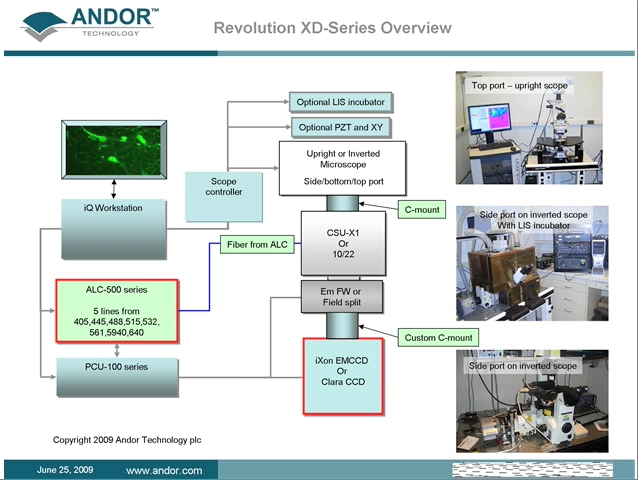 ANDOR™
TECHNOLOGY
Revolution XD-Series Overview
Optional LIS incubator
Optional PZT and XY
Upright or Inverted
Microscope
Side/bottom/top port
Scope
controller
iQ Workstation
C-mount
Fiber from ALC
CSU-X1
Or
10/22
ALC-500 series
5 lines from
405,445,488,515,532,
561,5940,640
Em FW or
Field split
Custom C-mount
PCU-100 series
iXon EMCCD
Or
Clara CCD
Top port – upright scope
Side port on inverted scope
With LIS incubator
Side port on inverted scope
Copyright 2009 Andor Technology plc
June 25, 2009
www.andor.com